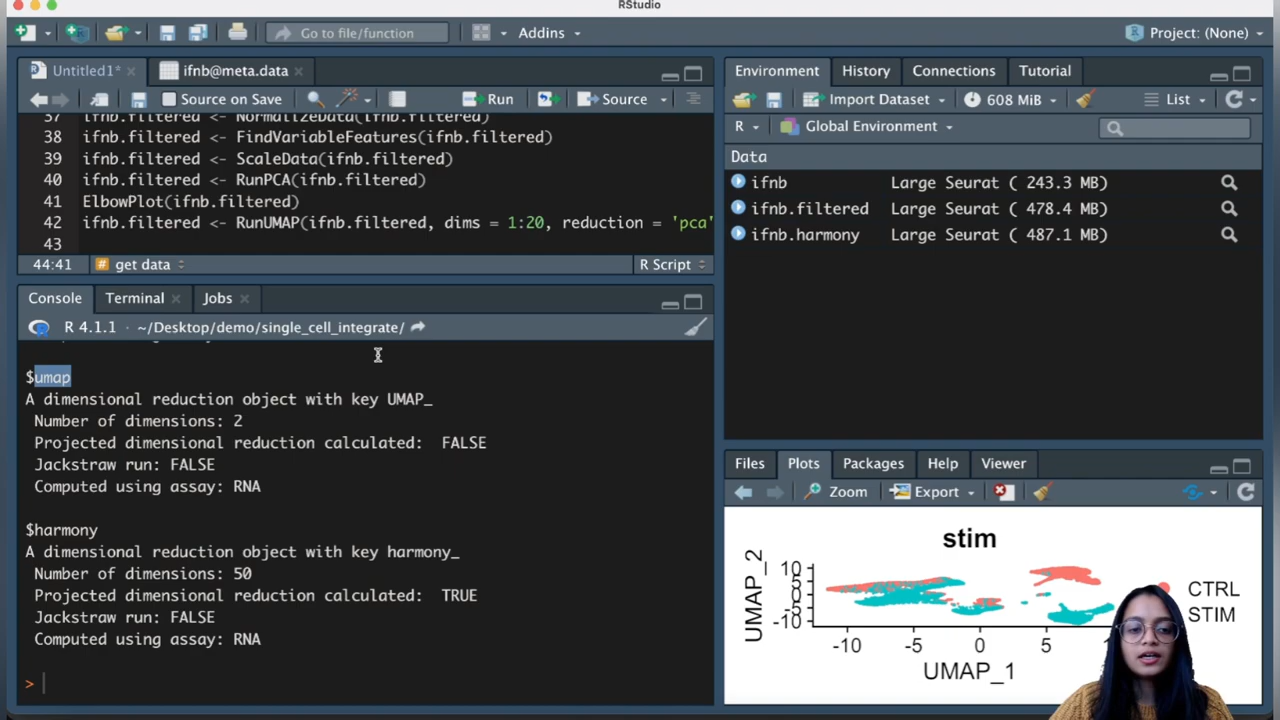 RStudio
Go to file/function
Addins
Project: (None)
Untitled1*
ifnb@meta.data
Source on Save
Run
Source
37 ifnb.filtered <- NormalizeData(ifnb.filtered)
38 ifnb.filtered <- FindVariableFeatures(ifnb.filtered)
39 ifnb.filtered <- ScaleData(ifnb.filtered)
40 ifnb.filtered <- RunPCA(ifnb.filtered)
41 ElbowPlot(ifnb.filtered)
42 ifnb.filtered <- RunUMAP(ifnb.filtered, dims = 1:20, reduction = 'pca'
43
44:41
# get data
R Script
Console
Terminal
Jobs
R 4.1.1 · ~/Desktop/demo/single_cell_integrate/
$umap
A dimensional reduction object with key UMAP_
Number of dimensions: 2
Projected dimensional reduction calculated: FALSE
Jackstraw run: FALSE
Computed using assay: RNA
$harmony
A dimensional reduction object with key harmony_
Number of dimensions: 50
Projected dimensional reduction calculated: TRUE
Jackstraw run: FALSE
Computed using assay: RNA
>
Environment
History
Connections
Tutorial
Import Dataset
608 MiB
List
R
Global Environment
Data
ifnb Large Seurat ( 243.3 MB)
ifnb.filtered Large Seurat ( 478.4 MB)
ifnb.harmony Large Seurat ( 487.1 MB)
Files
Plots
Packages
Help
Viewer
Zoom
Export
stim
UMAP_2
10
5
0
-5
-10
-10 -5 0 5
UMAP_1
CTRL
STIM